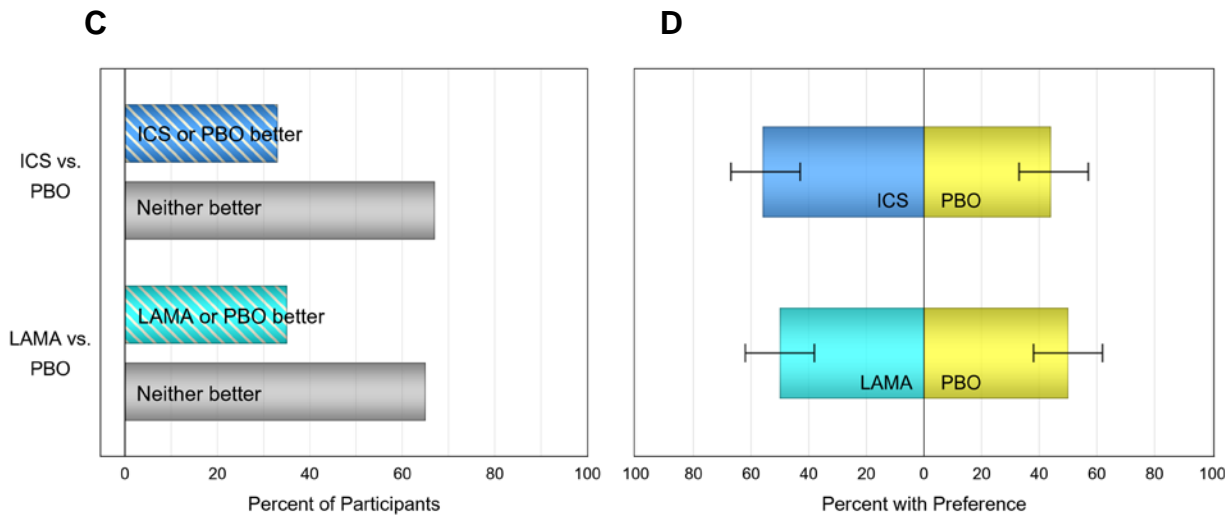 C
ICS vs.
PBO
ICS or PBO better
Neither better
LAMA vs.
PBO
LAMA or PBO better
Neither better
0 20 40 60 80 100
Percent of Participants
D
ICS PBO
LAMA PBO
100 80 60 40 20 0 20 40 60 80 100
Percent with Preference